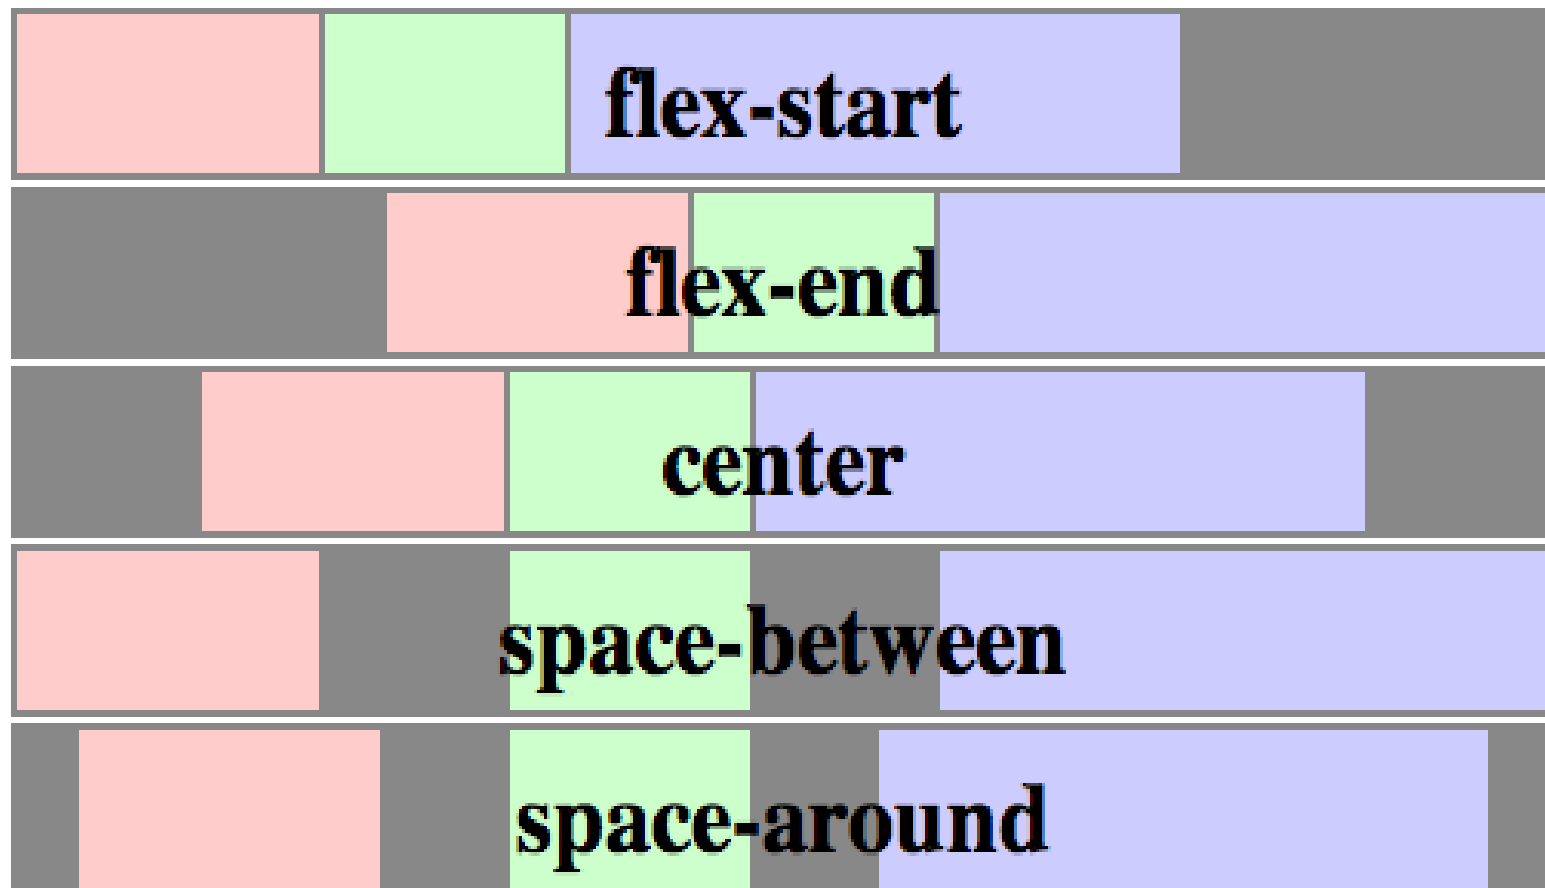 flex-start
flex-end
center
space-between
space-around